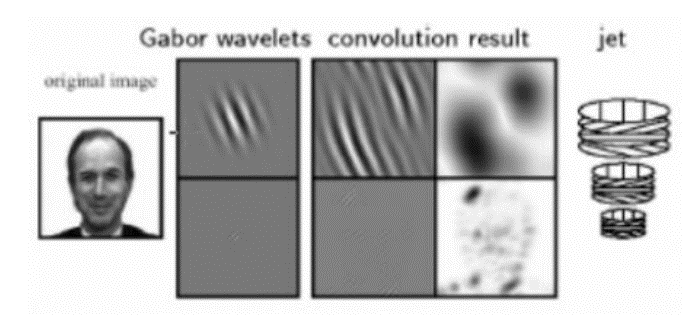 Gabor wavelets convolution result jet
original image